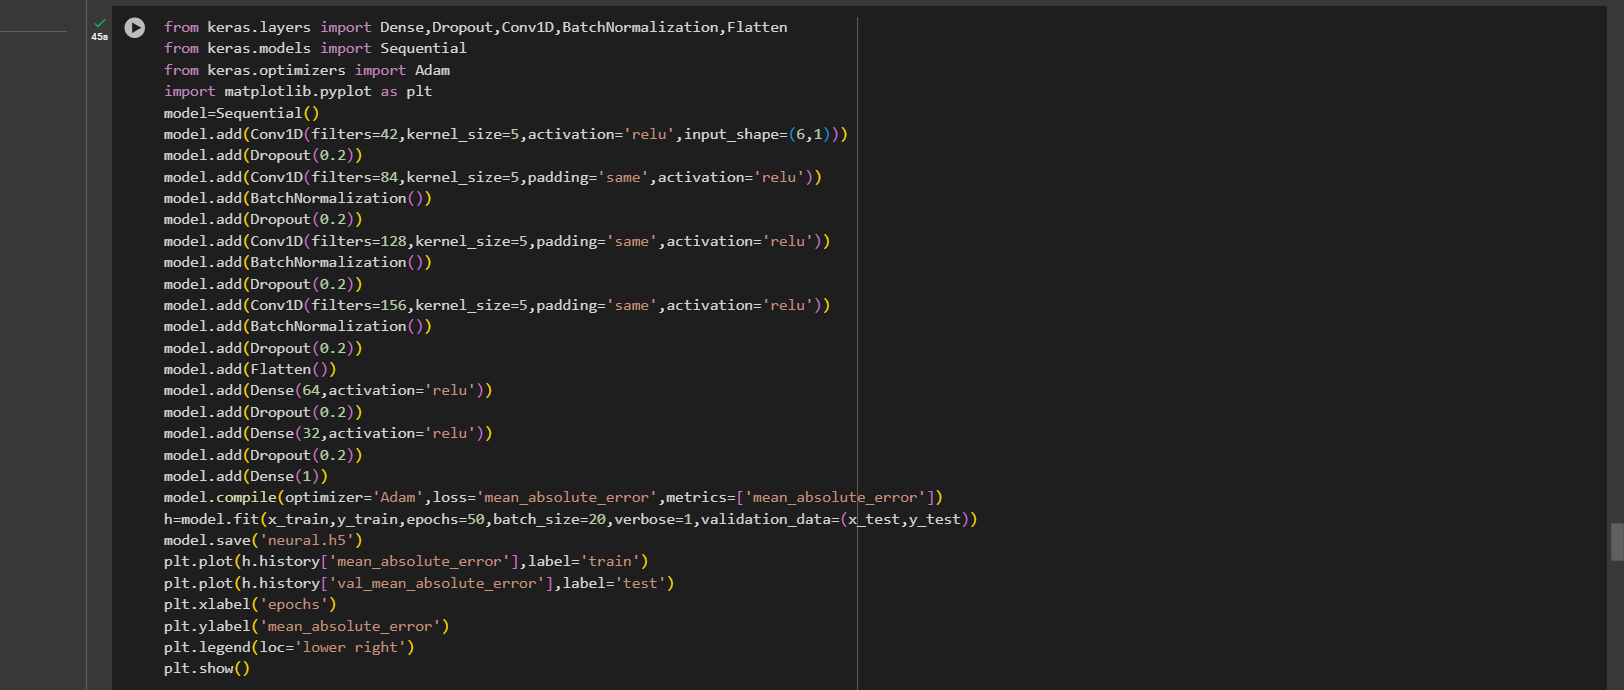 45s
from keras.layers import Dense,Dropout,Conv1D,BatchNormalization,Flatten
from keras.models import Sequential
from keras.optimizers import Adam
import matplotlib.pyplot as plt
model=Sequential()
model.add(Conv1D(filters=42,kernel_size=5,activation='relu',input_shape=(6,1)))
model.add(Dropout(0.2))
model.add(Conv1D(filters=84,kernel_size=5,padding='same',activation='relu'))
model.add(BatchNormalization())
model.add(Dropout(0.2))
model.add(Conv1D(filters=128,kernel_size=5,padding='same',activation='relu'))
model.add(BatchNormalization())
model.add(Dropout(0.2))
model.add(Conv1D(filters=156,kernel_size=5,padding='same',activation='relu'))
model.add(BatchNormalization())
model.add(Dropout(0.2))
model.add(Flatten())
model.add(Dense(64,activation='relu'))
model.add(Dropout(0.2))
model.add(Dense(32,activation='relu'))
model.add(Dropout(0.2))
model.add(Dense(1))
model.compile(optimizer='Adam',loss='mean_absolute_error',metrics=['mean_absolute_error'])
h=model.fit(x_train,y_train,epochs=50,batch_size=20,verbose=1,validation_data=(x_test,y_test))
model.save('neural.h5')
plt.plot(h.history['mean_absolute_error'],label='train')
plt.plot(h.history['val_mean_absolute_error'],label='test')
plt.xlabel('epochs')
plt.ylabel('mean_absolute_error')
plt.legend(loc='lower right')
plt.show()